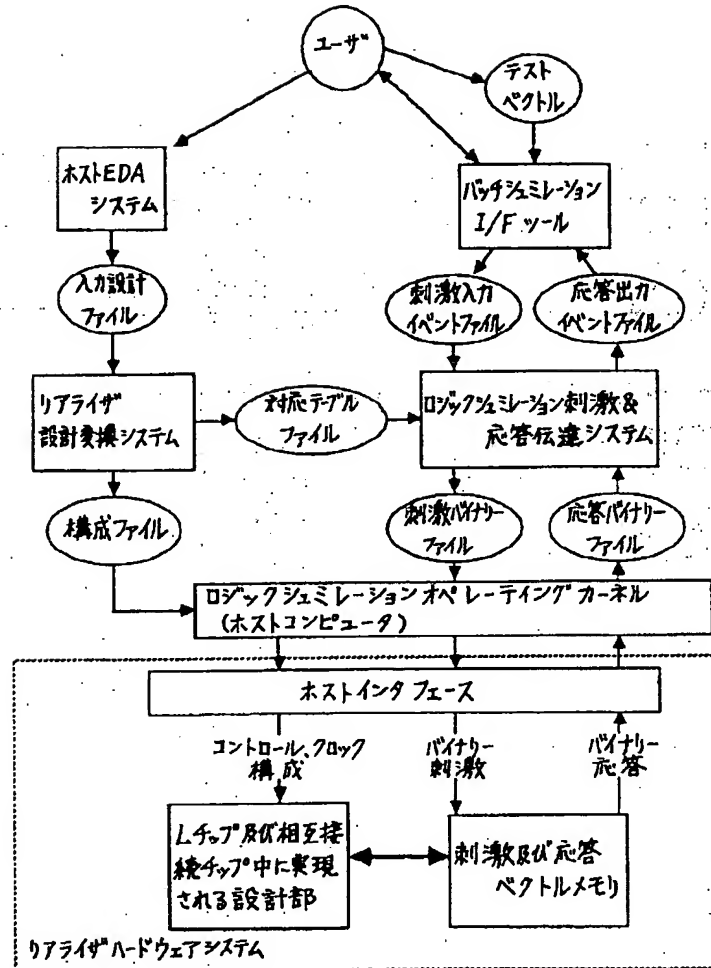 ユーザ
テスト
ベクトル
ホストEDA
システム
バッチシュミレーション
I/Fツール
入力設計
ファイル
刺激入力
イベントファイル
応答出力
イベントファイル
リアライザ
設計変換システム
対応テーブル
ファイル
ロジックシュミレーション刺激&
応答伝達システム
構成ファイル
刺激バイナリー
ファイル
応答バイナリー
ファイル
ロジックシュミレーションオペレーティングカーネル
(ホストコンピュータ)
ホストインタフェース
コントロール、クロック
構成
バイナリー
刺激
バイナリー
応答
Lチップ及び相互接
続チップ中に実現
される設計部
刺激及び応答
ベクトルメモリ
リアライザハードウェアシステム